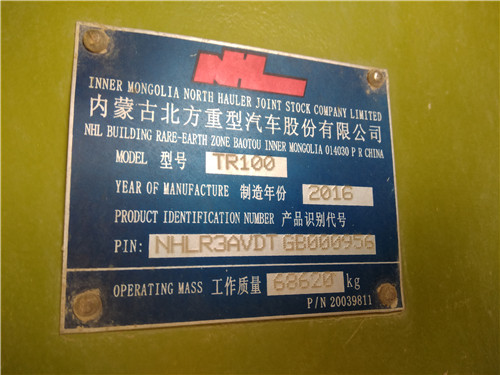 NHL
INNER MONGOLIA NORTH HAULER JOINT STOCK COMPANY LIMITED
内蒙古北方重型汽车股份有限公司
NHL BUILDING RARE-EARTH ZONE BAOTOU INNER MONGOLIA 014030 P R CHINA
MODEL 型号 TR100
YEAR OF MANUFACTURE 制造年份 2016
PRODUCT IDENTIFICATION NUMBER 产品识别代号
PIN: NHLR3AVDTGB000956
OPERATING MASS 工作质量 68620 kg
P/N 20039811